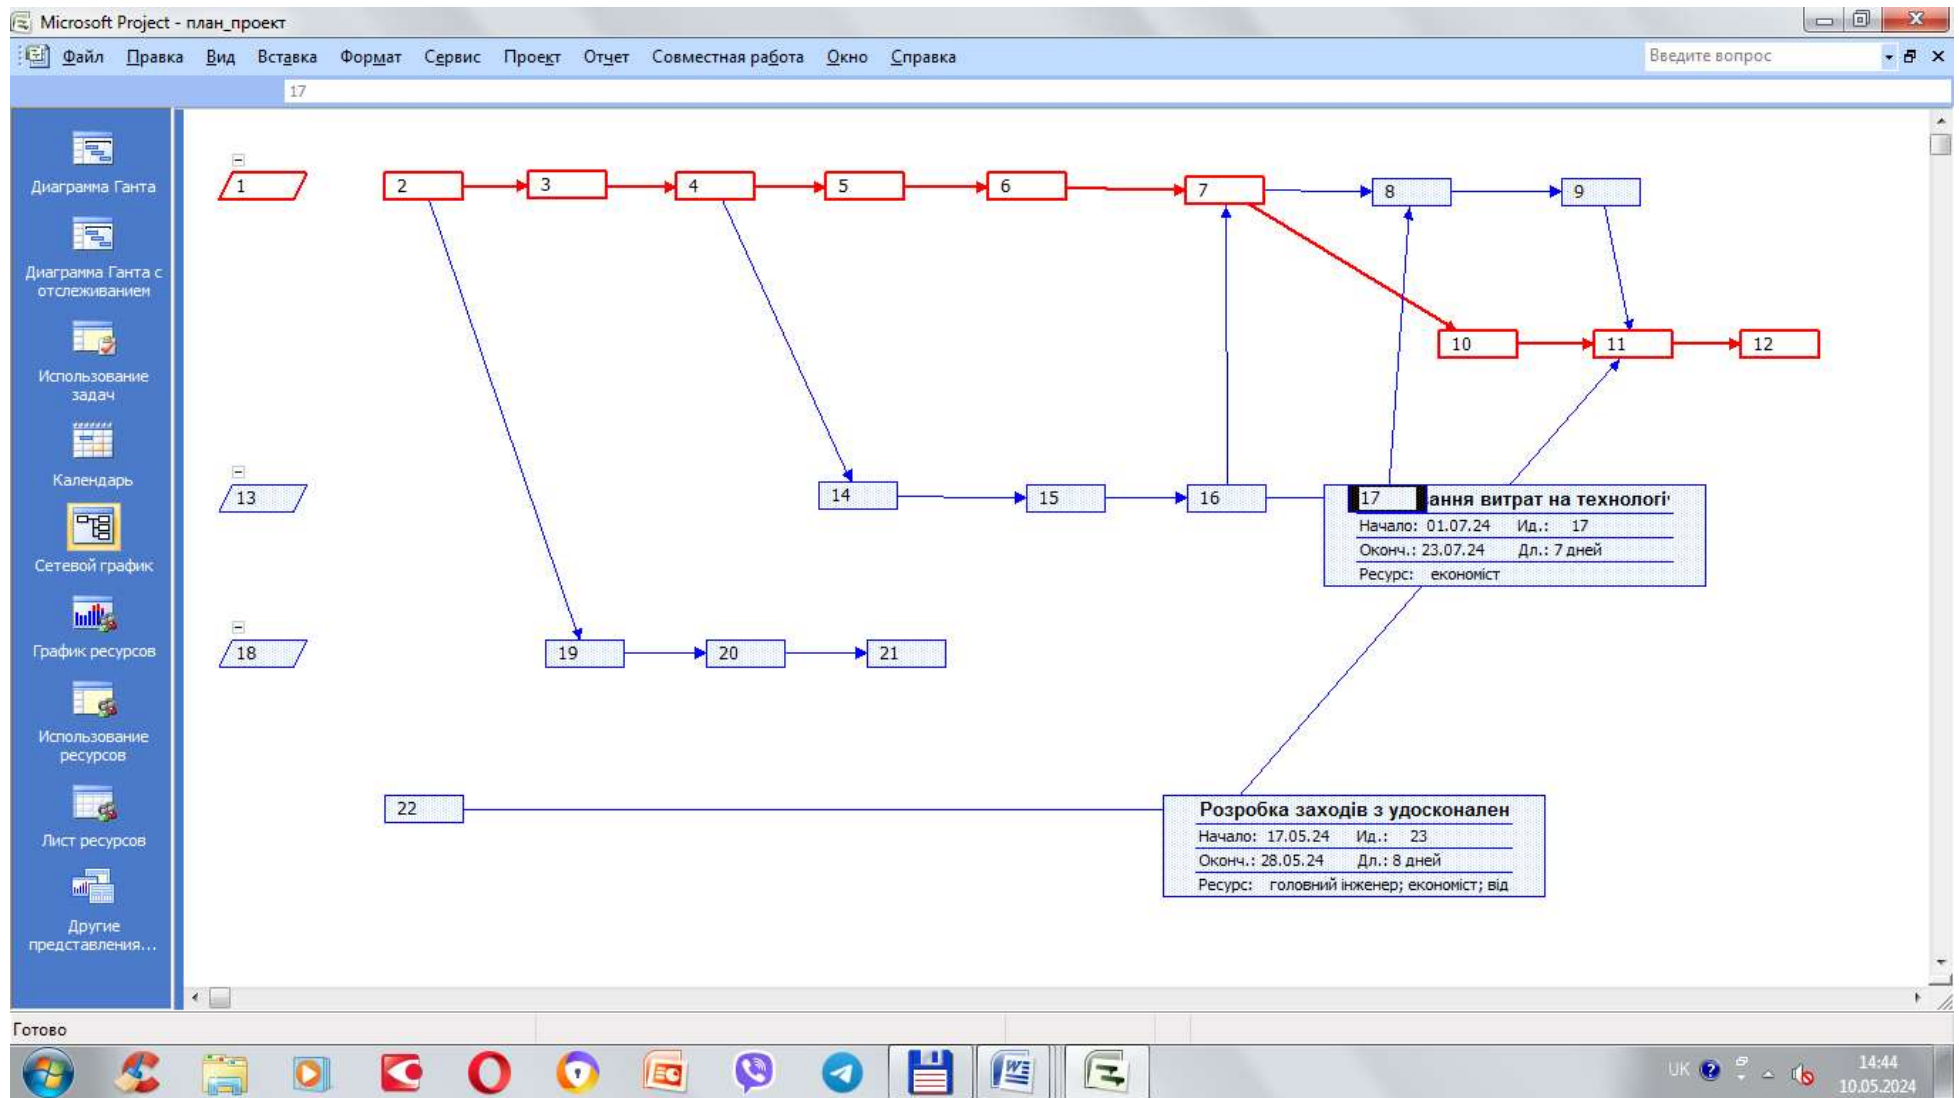 Microsoft Project - план_проект
Файл Правка Вид Вставка Формат Сервис Проект Отчет Совместная работа Окно Справка
Введите вопрос
17
Диаграмма Ганта
Диаграмма Ганта с
отслеживанием
Использование
задач
Календарь
Сетевой график
График ресурсов
Использование
ресурсов
Лист ресурсов
Другие
представления...
1 2 3 4 5 6 7 8 9
10 11 12
13 14 15 16 17 ання витрат на технологі
Начало: 01.07.24 Ид.: 17
Оконч.: 23.07.24 Дл.: 7 дней
Ресурс: економіст
18 19 20 21
22 Розробка заходів з удосконален
Начало: 17.05.24 Ид.: 23
Оконч.: 28.05.24 Дл.: 8 дней
Ресурс: головний інженер; економіст; від
Готово
UK
14:44
10.05.2024